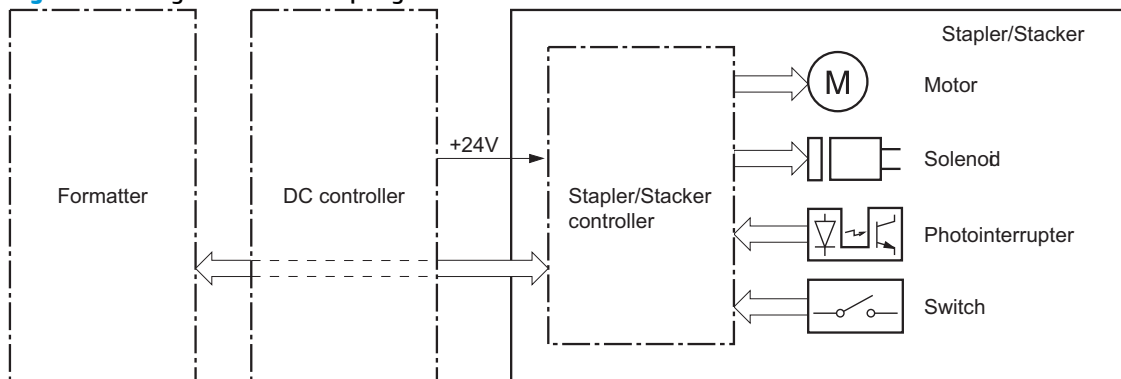 Stapler/Stacker
M
Motor
+24V
Solenoid
Formatter
DC controller
Stapler/Stacker
controller
Photointerrupter
Switch